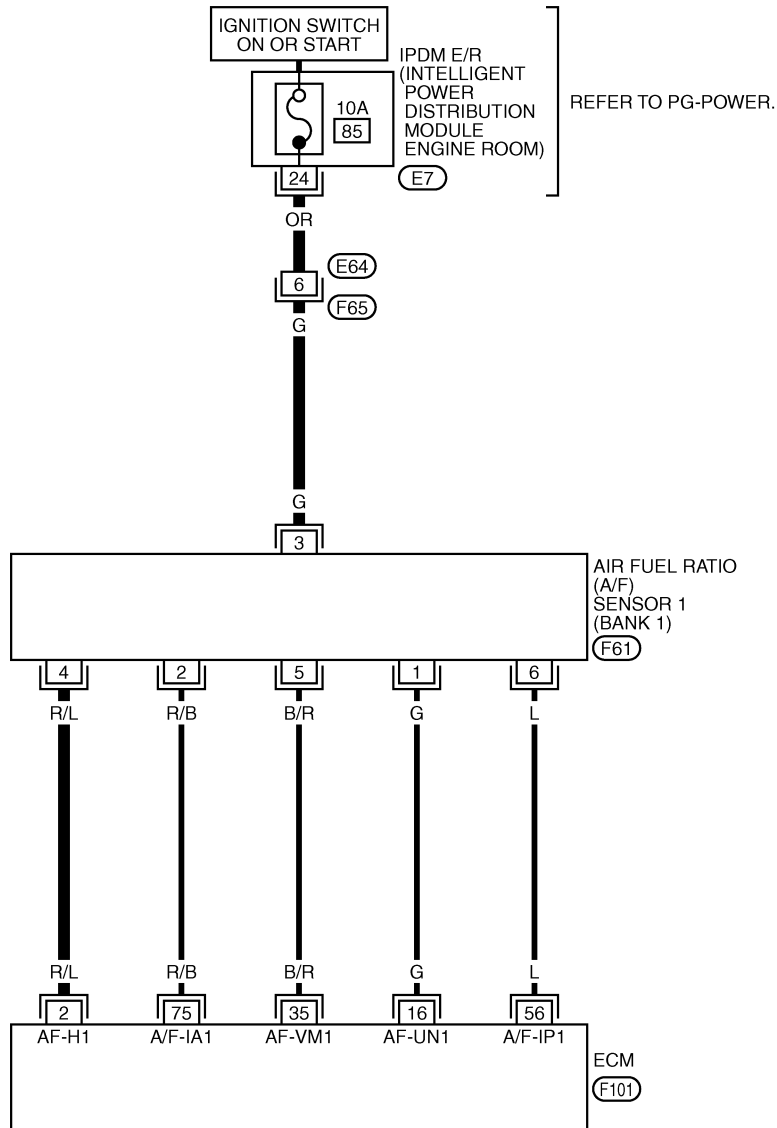 IGNITION SWITCH
ON OR START
IPDM E/R
(INTELLIGENT
POWER
DISTRIBUTION
MODULE
ENGINE ROOM)
10A
85
REFER TO PG-POWER.
24
E7
OR
E64
6
F65
G
G
3
AIR FUEL RATIO
(A/F)
SENSOR 1
(BANK 1)
F61
4 2 5 1 6
R/L R/B B/R G L
R/L R/B B/R G L
2 75 35 16 56
AF-H1 A/F-IA1 AF-VM1 AF-UN1 A/F-IP1
ECM
F101